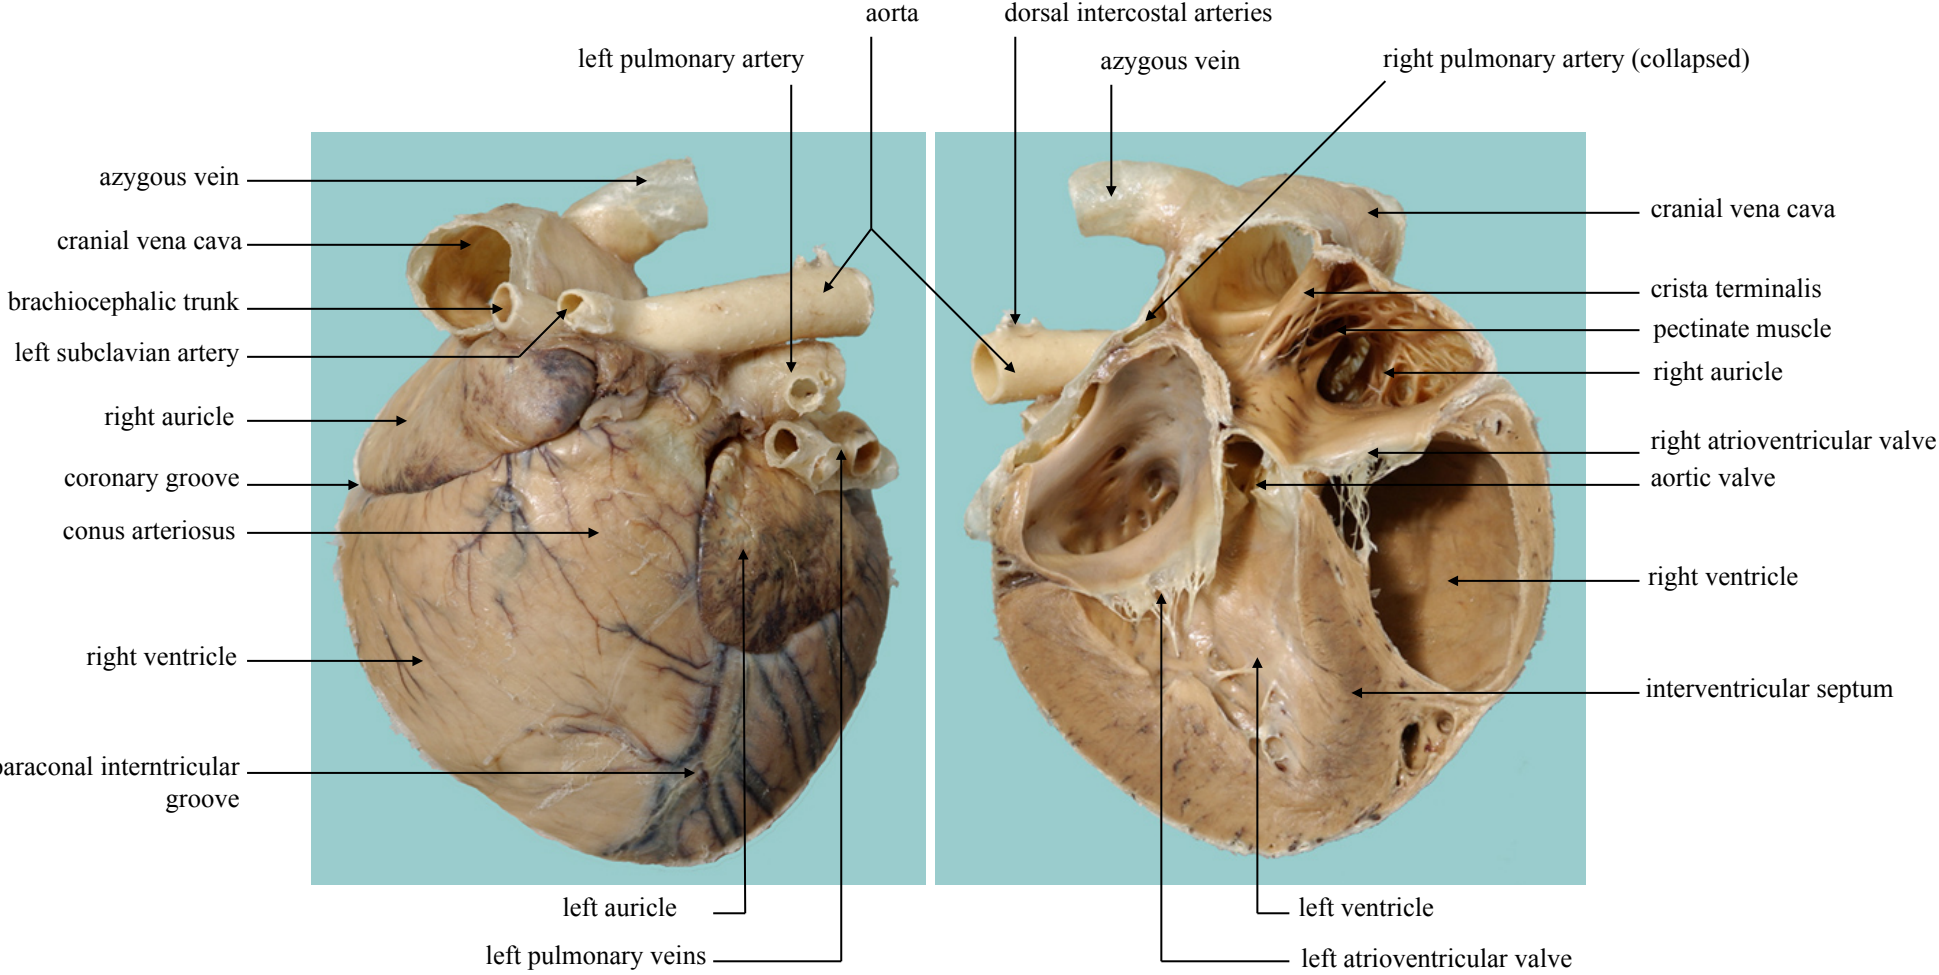 aorta
dorsal intercostal arteries
left pulmonary artery
azygous vein
right pulmonary artery (collapsed)
azygous vein
cranial vena cava
brachiocephalic trunk
left subclavian artery
right auricle
coronary groove
conus arteriosus
right ventricle
paraconal interntricular
groove
cranial vena cava
crista terminalis
pectinate muscle
right auricle
right atrioventricular valve
aortic valve
right ventricle
interventricular septum
left auricle
left pulmonary veins
left ventricle
left atrioventricular valve